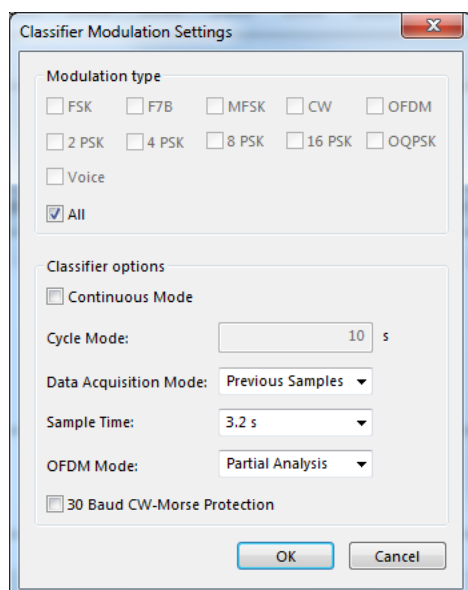 Classifier Modulation Settings
Modulation type
FSK F7B MFSK CW OFDM
2 PSK 4 PSK 8 PSK 16 PSK OQPSK
Voice
All
Classifier options
Continuous Mode
Cycle Mode: 10 s
Data Acquisition Mode: Previous Samples
Sample Time: 3.2 s
OFDM Mode: Partial Analysis
30 Baud CW-Morse Protection
OK Cancel